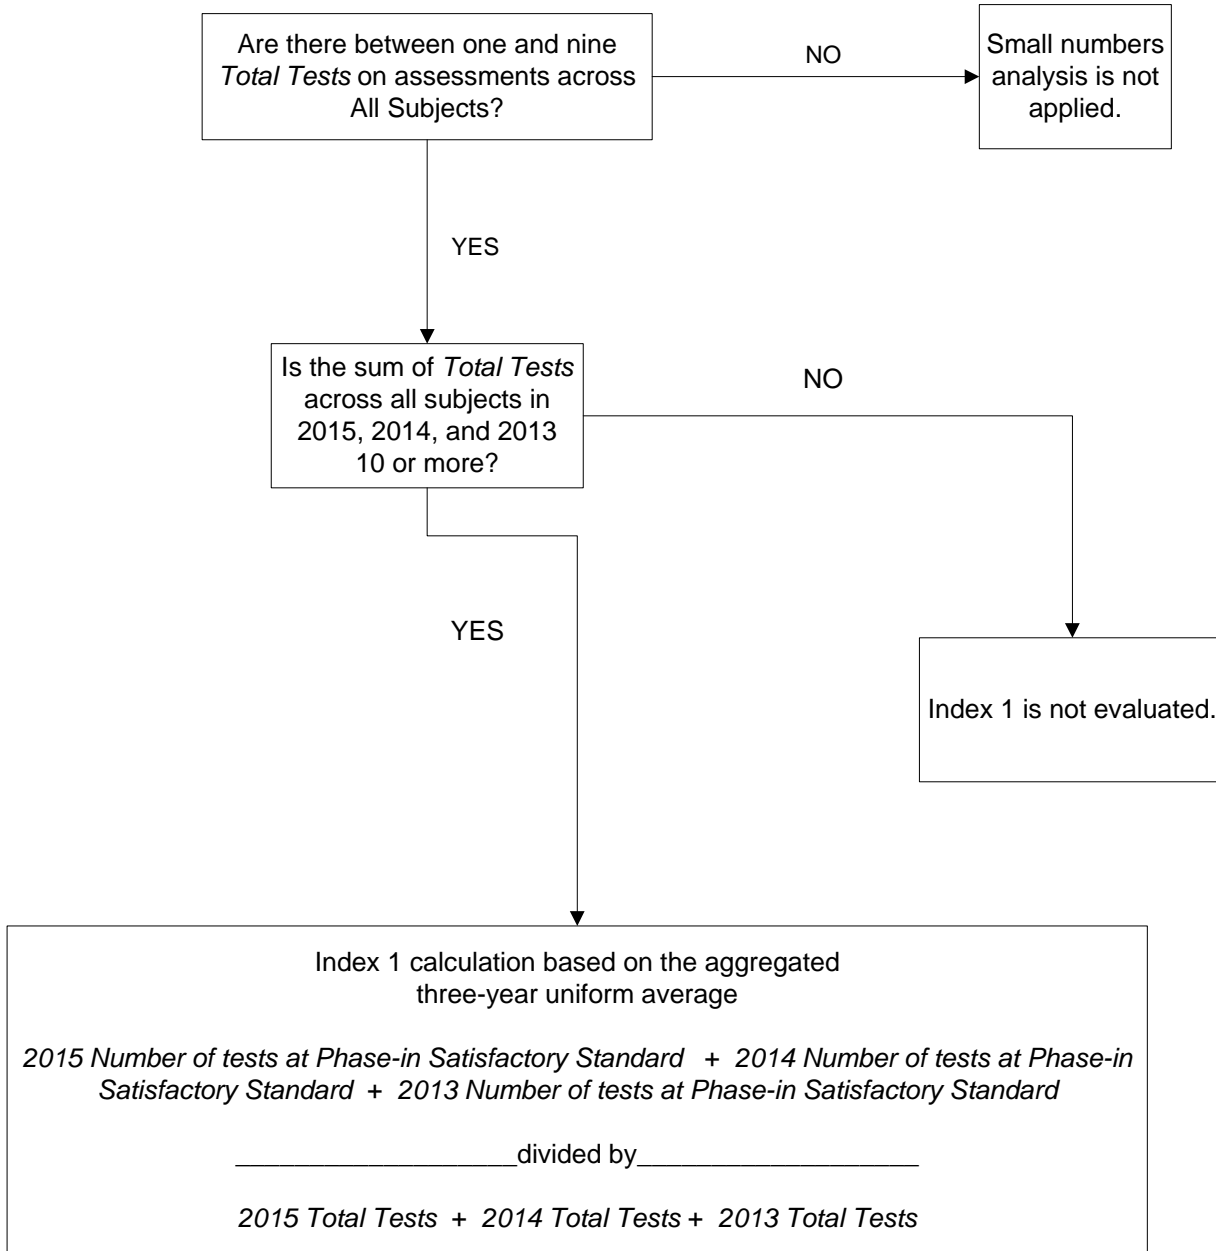 Are there between one and nine
Total Tests on assessments across
All Subjects?
NO
Small numbers
analysis is not
applied.
YES
Is the sum of Total Tests
across all subjects in
2015, 2014, and 2013
10 or more?
NO
YES
Index 1 is not evaluated.
Index 1 calculation based on the aggregated
three-year uniform average
2015 Number of tests at Phase-in Satisfactory Standard + 2014 Number of tests at Phase-in
Satisfactory Standard + 2013 Number of tests at Phase-in Satisfactory Standard
___________________divided by___________________
2015 Total Tests + 2014 Total Tests + 2013 Total Tests